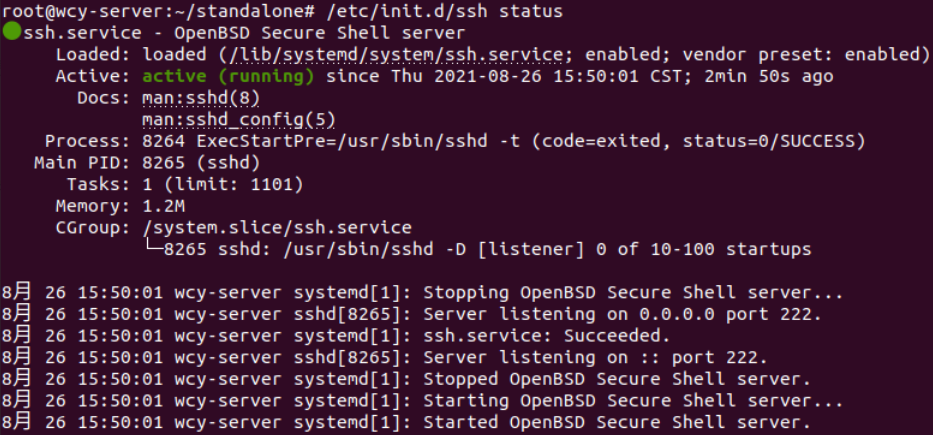 root@wcy-server:~/standalone# /etc/init.d/ssh status
●ssh.service - OpenBSD Secure Shell server
Loaded: loaded (/lib/systemd/system/ssh.service; enabled; vendor preset: enabled)
Active: active (running) since Thu 2021-08-26 15:50:01 CST; 2min 50s ago
Docs: man:sshd(8)
man:sshd_config(5)
Process: 8264 ExecStartPre=/usr/sbin/sshd -t (code=exited, status=0/SUCCESS)
Main PID: 8265 (sshd)
Tasks: 1 (limit: 1101)
Memory: 1.2M
CGroup: /system.slice/ssh.service
└─8265 sshd: /usr/sbin/sshd -D [listener] 0 of 10-100 startups
8月 26 15:50:01 wcy-server systemd[1]: Stopping OpenBSD Secure Shell server...
8月 26 15:50:01 wcy-server sshd[8265]: Server listening on 0.0.0.0 port 222.
8月 26 15:50:01 wcy-server systemd[1]: ssh.service: Succeeded.
8月 26 15:50:01 wcy-server sshd[8265]: Server listening on :: port 222.
8月 26 15:50:01 wcy-server systemd[1]: Stopped OpenBSD Secure Shell server.
8月 26 15:50:01 wcy-server systemd[1]: Starting OpenBSD Secure Shell server...
8月 26 15:50:01 wcy-server systemd[1]: Started OpenBSD Secure Shell server.